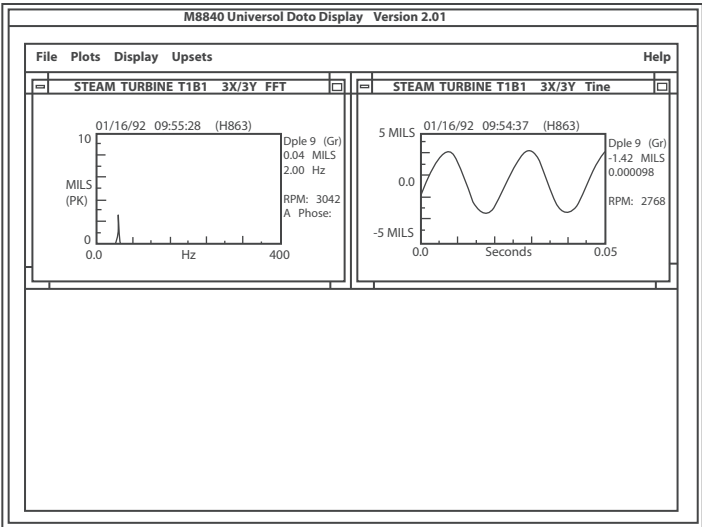 M8840 Universol Doto Display Version 2.01
File Plots Display Upsets Help
STEAM TURBINE T1B1 3X/3Y FFT
01/16/92 09:55:28 (H863)
10
MILS
(PK)
0
0.0
Hz
400
Dple 9 (Gr)
0.04 MILS
2.00 Hz
RPM: 3042
A Phose:
STEAM TURBINE T1B1 3X/3Y Tine
01/16/92 09:54:37 (H863)
5 MILS
0.0
-5 MILS
0.0
Seconds
0.05
Dple 9 (Gr)
-1.42 MILS
0.000098
RPM: 2768